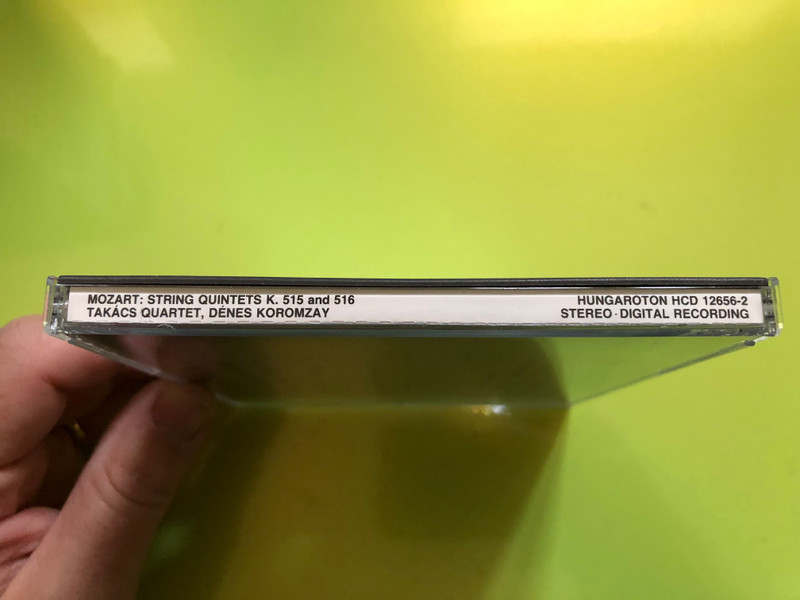 MOZART: STRING QUINTETS K. 515 and 516
TAKÁCS QUARTET, DÉNES KOROMZAY
HUNGAROTON HCD 12656-2
STEREO · DIGITAL RECORDING